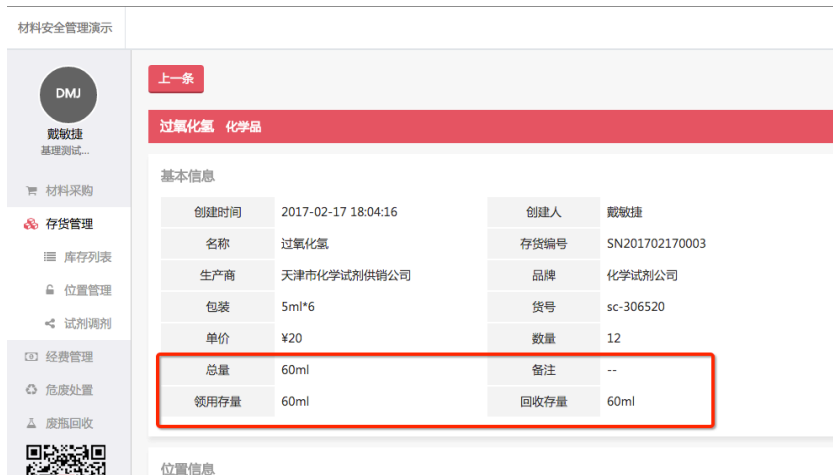 材料安全管理演示
DMJ
戴敏捷
基理测试...
材料采购
存货管理
库存列表
位置管理
试剂调剂
经费管理
危废处置
废瓶回收
上一条
过氧化氢 化学品
基本信息
创建时间 2017-02-17 18:04:16 创建人 戴敏捷
名称 过氧化氢 存货编号 SN201702170003
生产商 天津市化学试剂供销公司 品牌 化学试剂公司
包装 5ml*6 货号 sc-306520
单价 ¥20 数量 12
总量 60ml 备注 --
领用存量 60ml 回收存量 60ml
位置信息